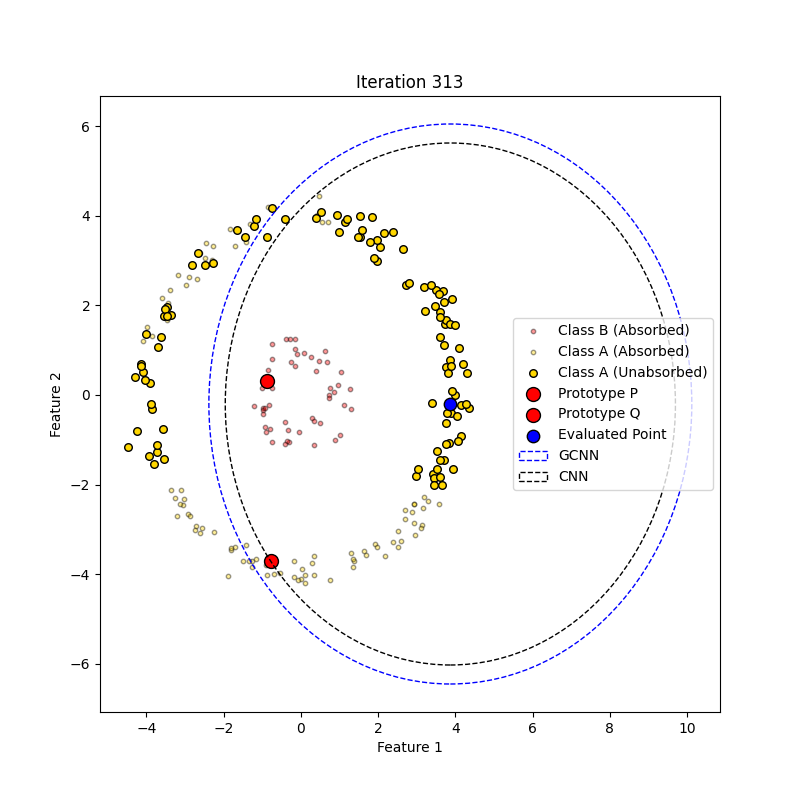 Iteration 313
6
4
2
0
−2
−4
−6
Feature 2
Class B (Absorbed)
Class A (Absorbed)
Class A (Unabsorbed)
Prototype P
Prototype Q
Evaluated Point
GCNN
CNN
−4 −2 0 2 4 6 8 10
Feature 1